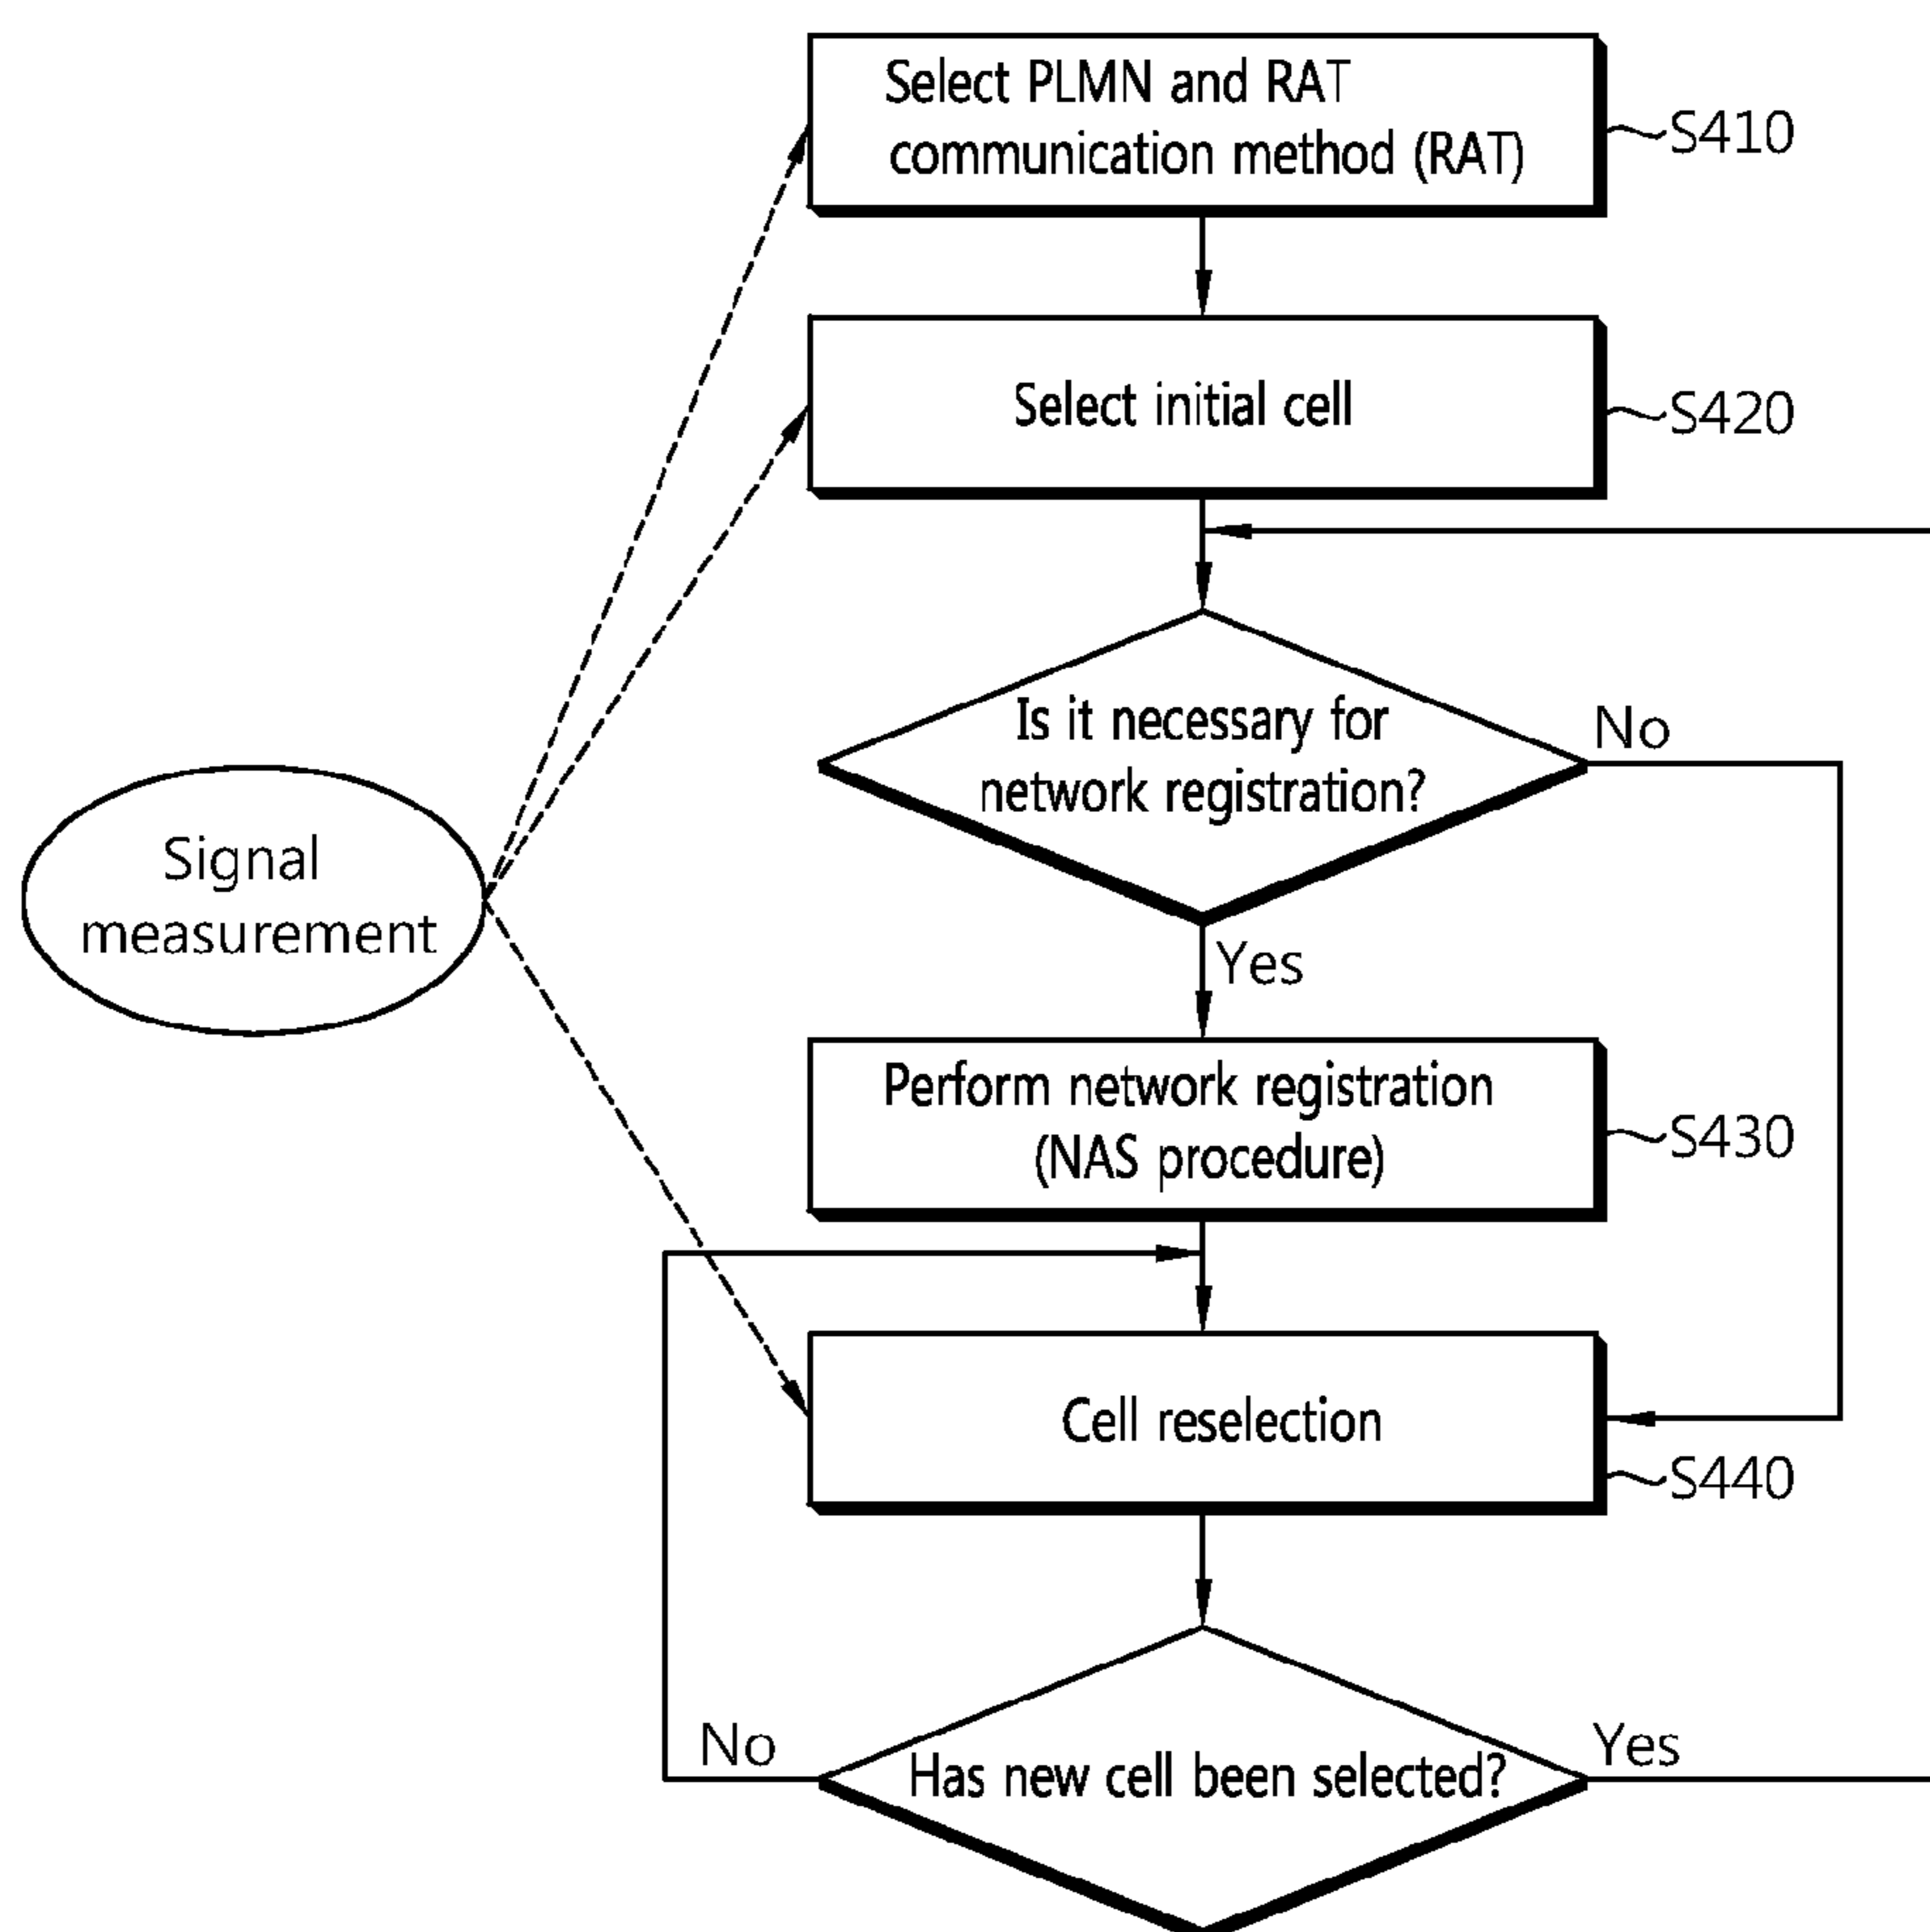 Select PLMN and RAT
communication method (RAT)
S410
Select initial cell
S420
Is it necessary for
network registration?
No
Signal
measurement
Yes
Perform network registration
(NAS procedure)
S430
Cell reselection
S440
No
Has new cell been selected?
Yes